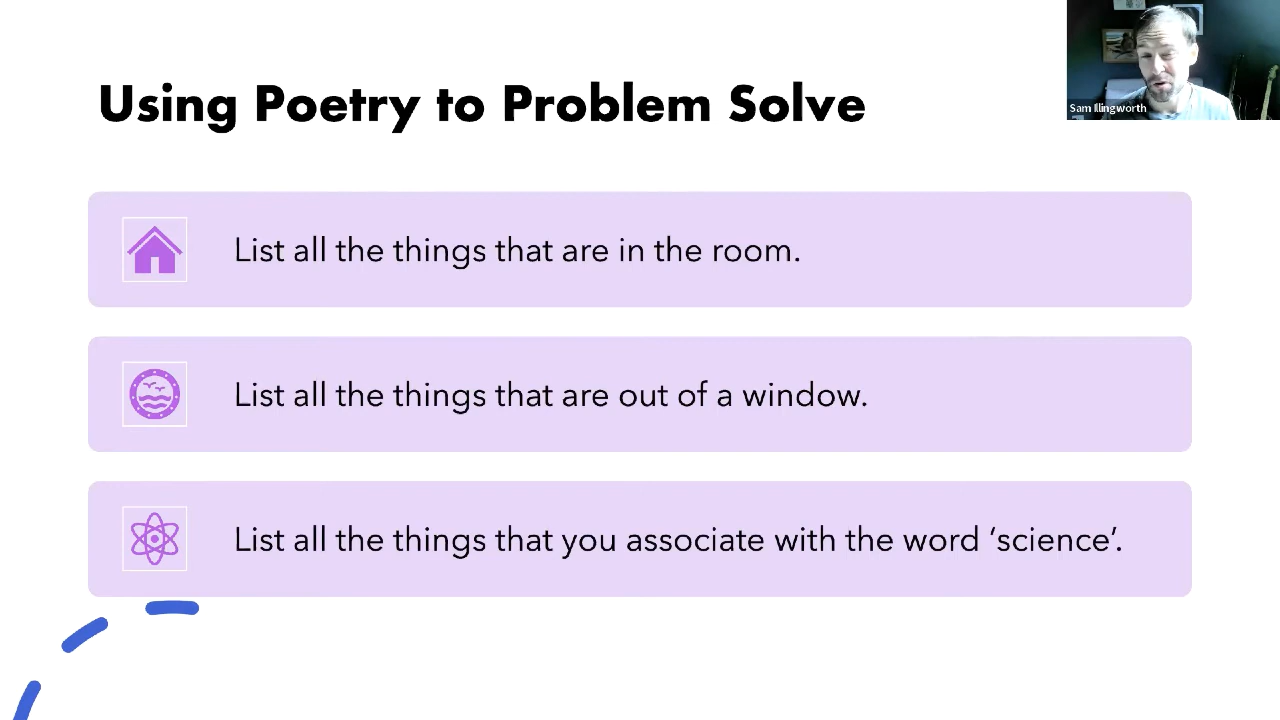 Using Poetry to Problem Solve
Sam Illingworth
List all the things that are in the room.
List all the things that are out of a window.
List all the things that you associate with the word ‘science’.